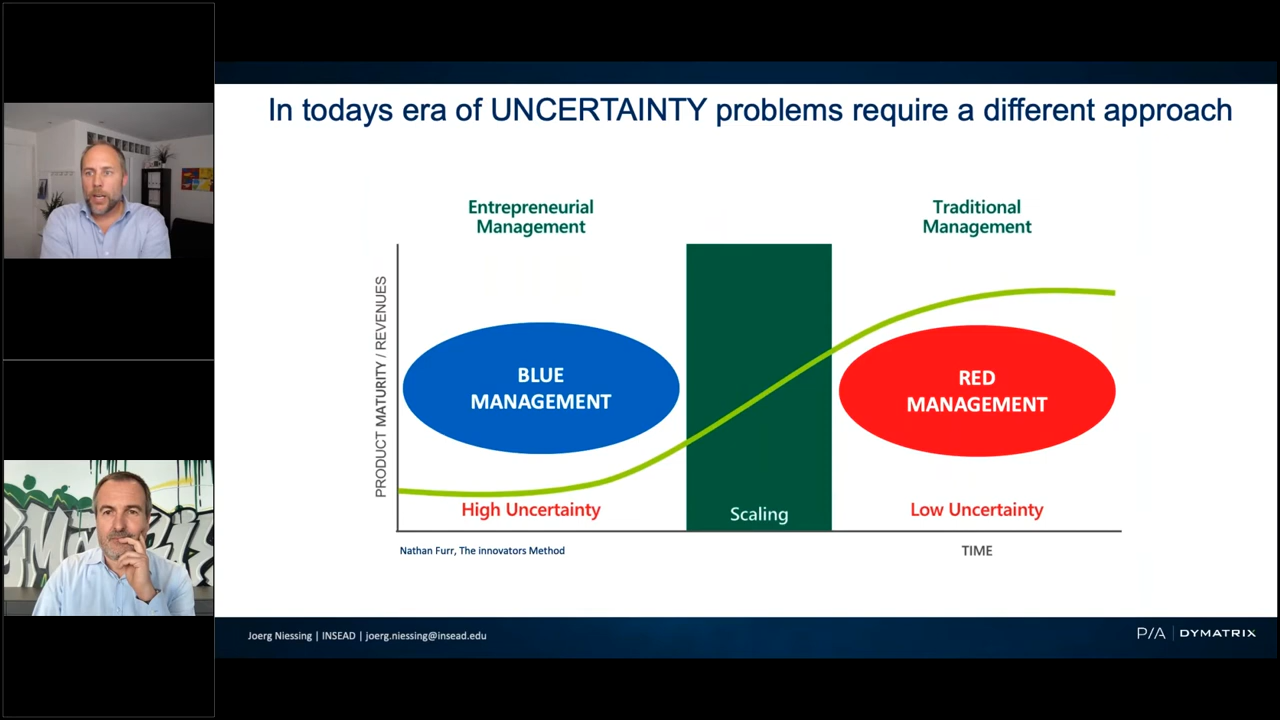 In todays era of UNCERTAINTY problems require a different approach
Entrepreneurial
Management
Traditional
Management
PRODUCT MATURITY / REVENUES
BLUE
MANAGEMENT
RED
MANAGEMENT
High Uncertainty
Scaling
Low Uncertainty
Nathan Furr, The innovators Method
TIME
Joerg Niessing | INSEAD | joerg.niessing@insead.edu
P/A | DYMATRIX